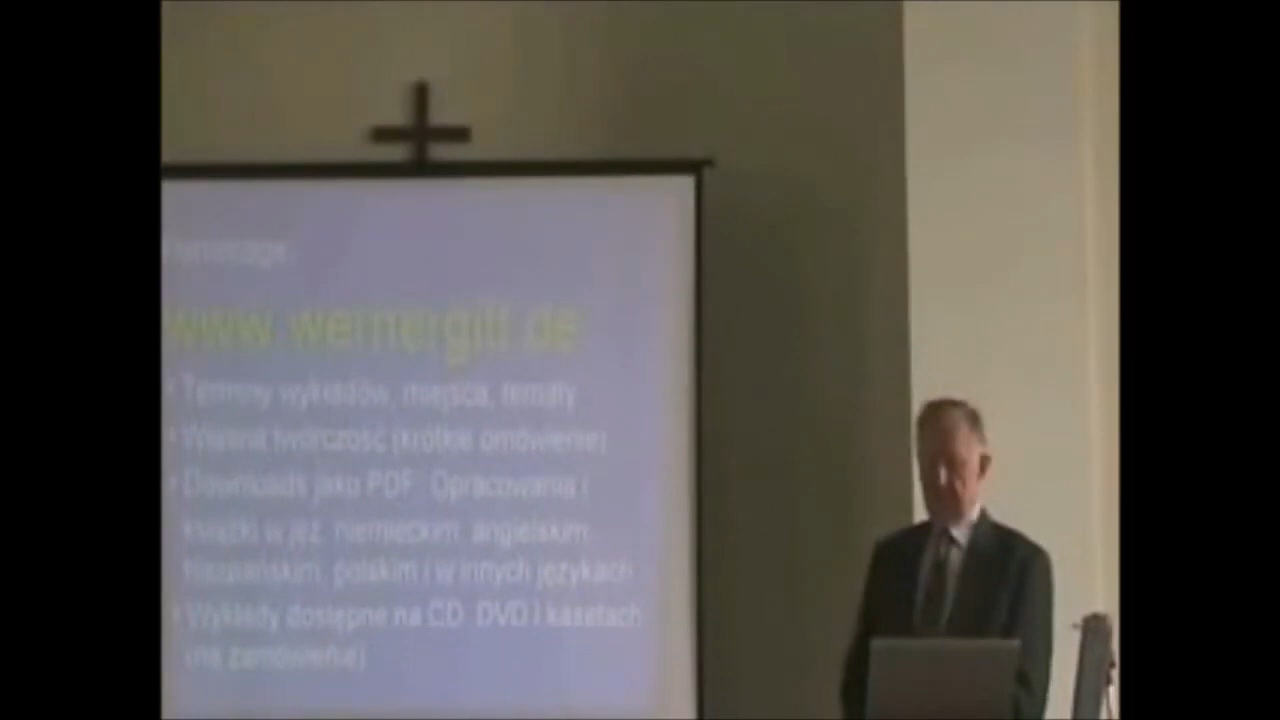 Homepage
www.wernergitt.de
• Terminy wykładów, miejsca, tematy
• Własna twórczość (krótkie omówienie)
• Downloads jako PDF: Opracowania i
książki w jęz. niemieckim, angielskim,
hiszpańskim, polskim i w innych językach
• Wykłady dostępne na CD, DVD i kasetach
(na zamówienie)